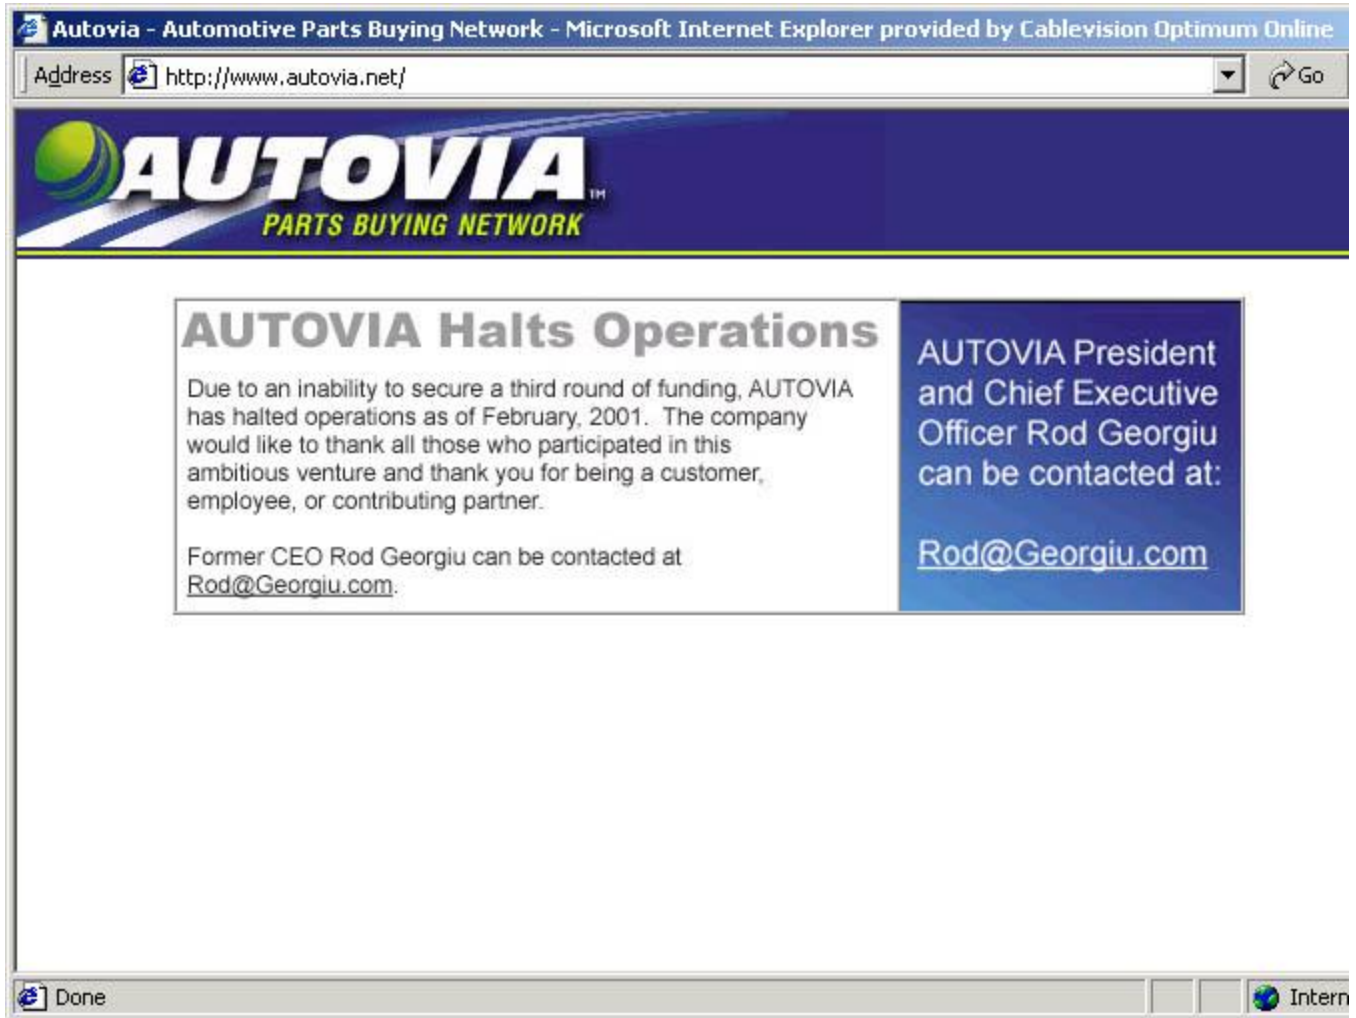 Autovia - Automotive Parts Buying Network - Microsoft Internet Explorer provided by Cablevision Optimum Online
Address http://www.autovia.net/ Go
AUTOVIA TM
PARTS BUYING NETWORK
AUTOVIA Halts Operations
Due to an inability to secure a third round of funding, AUTOVIA
has halted operations as of February, 2001. The company
would like to thank all those who participated in this
ambitious venture and thank you for being a customer,
employee, or contributing partner.
Former CEO Rod Georgiu can be contacted at
Rod@Georgiu.com.
AUTOVIA President
and Chief Executive
Officer Rod Georgiu
can be contacted at:
Rod@Georgiu.com
Done
Intern